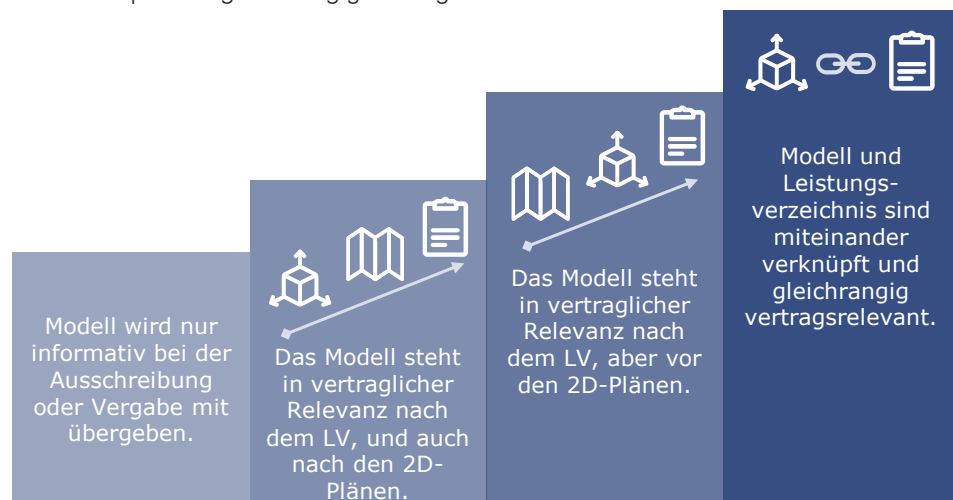 Modell wird nur
informativ bei der
Ausschreibung
oder Vergabe mit
übergeben.
Das Modell steht
in vertraglicher
Relevanz nach
dem LV, und auch
nach den 2D-
Plänen.
Das Modell steht
in vertraglicher
Relevanz nach
dem LV, aber vor
den 2D-Plänen.
Modell und
Leistungs-
verzeichnis sind
miteinander
verknüpft und
gleichrangig
vertragsrelevant.